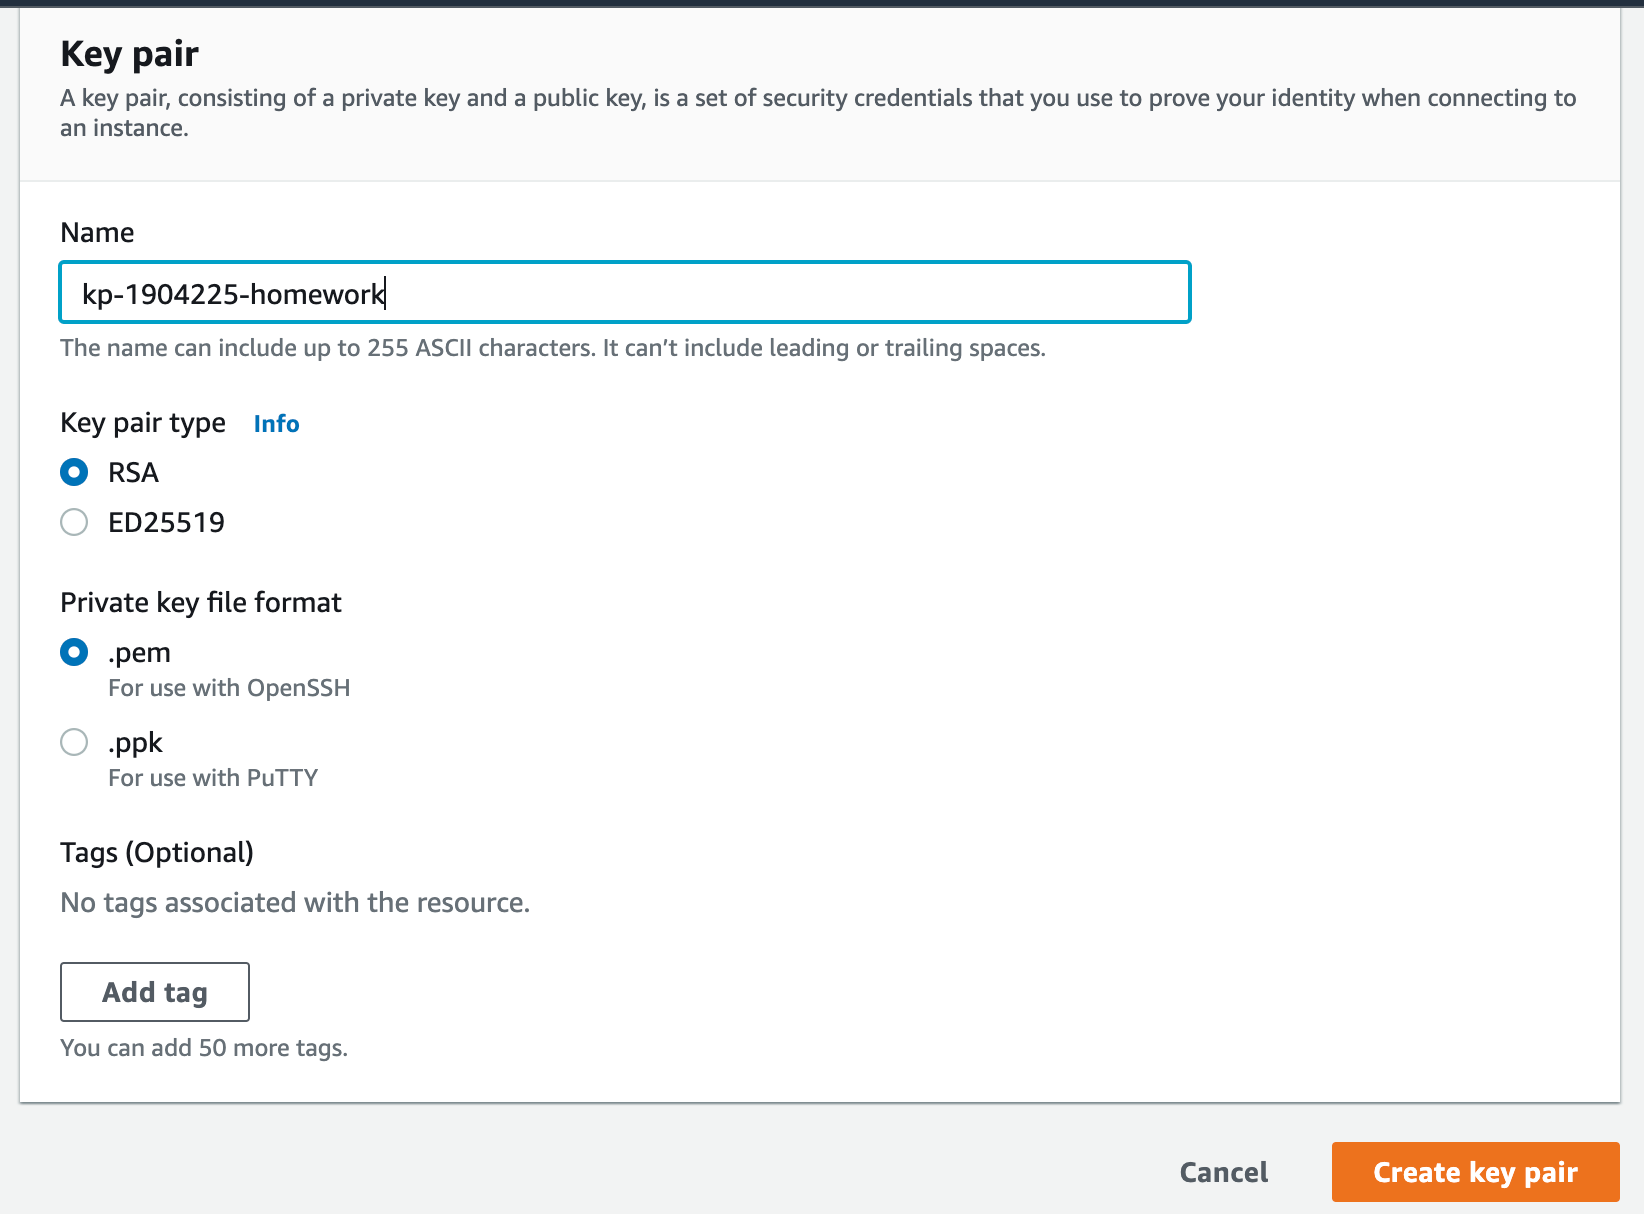 Key pair
A key pair, consisting of a private key and a public key, is a set of security credentials that you use to prove your identity when connecting to
an instance.
Name
kp-1904225-homework
The name can include up to 255 ASCII characters. It can’t include leading or trailing spaces.
Key pair type Info
RSA
ED25519
Private key file format
.pem
For use with OpenSSH
.ppk
For use with PuTTY
Tags (Optional)
No tags associated with the resource.
Add tag
You can add 50 more tags.
Cancel Create key pair